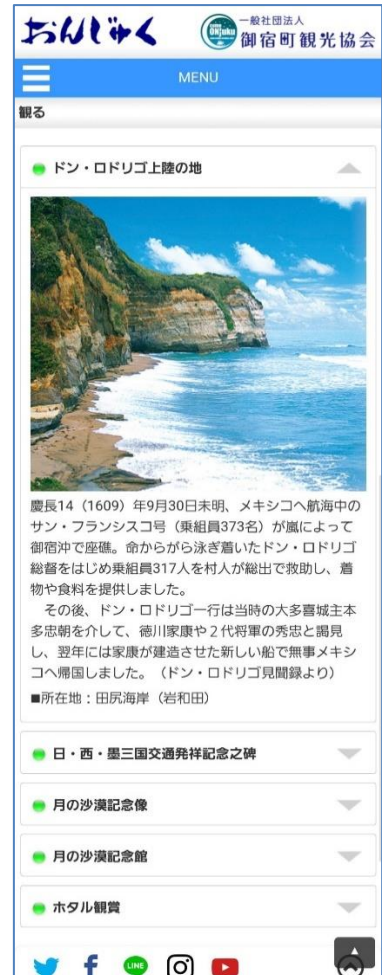 おんじゅく
一般社団法人
御宿町観光協会
MENU
観る
ドン・ロドリゴ上陸の地
慶長14（1609）年9月30日未明、メキシコへ航海中の
サン・フランシスコ号（乗組員373名）が嵐によって
御宿沖で座礁。命からがら泳ぎ着いたドン・ロドリゴ
総督をはじめ乗組員317人を村人が総出で救助し、着
物や食料を提供しました。
　その後、ドン・ロドリゴ一行は当時の大多喜城主本
多忠朝を介して、徳川家康や２代将軍の秀忠と謁見
し、翌年には家康が建造させた新しい船で無事メキシ
コへ帰国しました。（ドン・ロドリゴ見聞録より）
■所在地：田尻海岸（岩和田）
日・西・墨三国交通発祥記念之碑
月の沙漠記念像
月の沙漠記念館
ホタル観賞
LINE